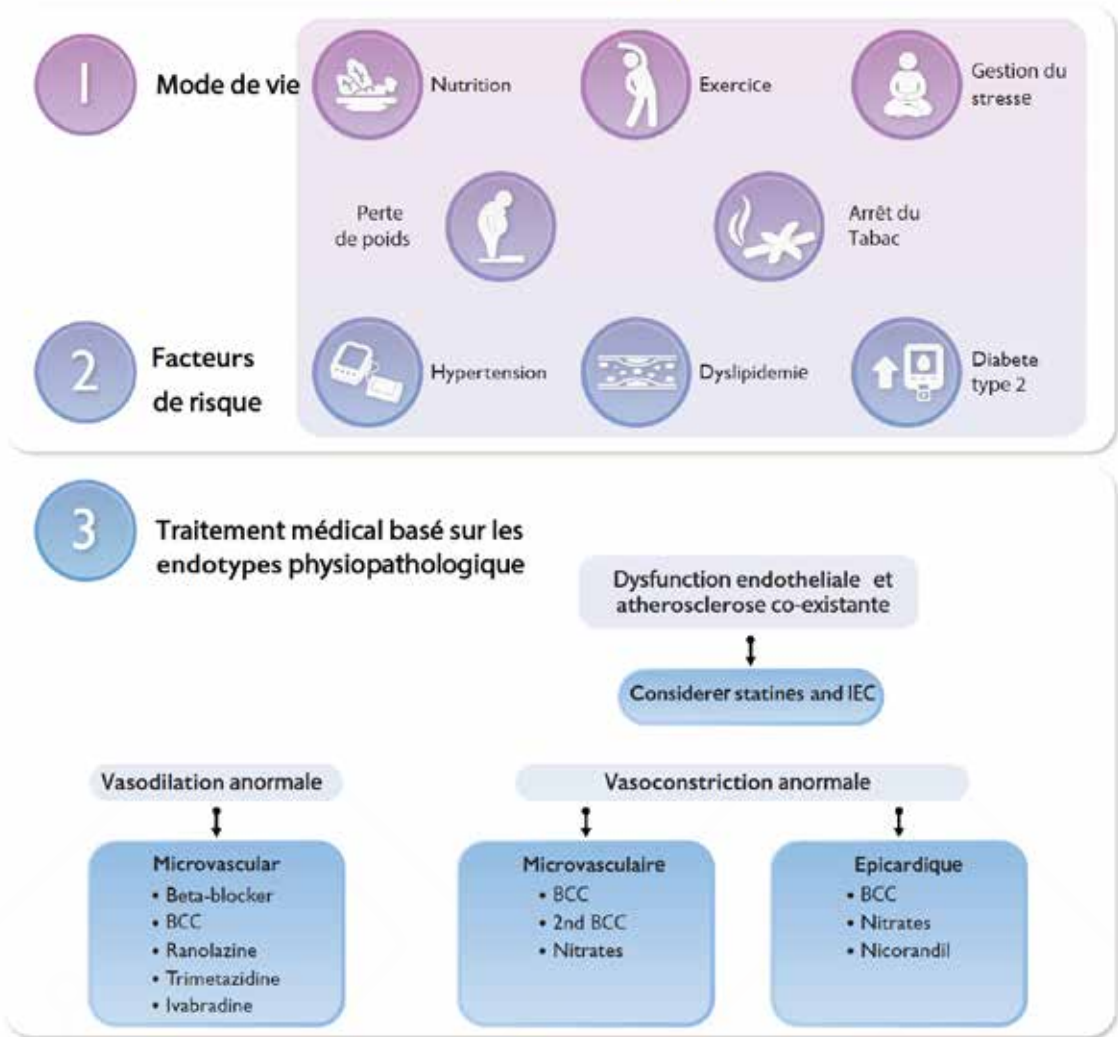 1
Mode de vie
Nutrition
Exercice
Gestion du
stresse
Perte
de poids
Arrêt du
Tabac
2
Facteurs
de risque
Hypertension
Dyslipidemie
Diabete
type 2
3
Traitement médical basé sur les
endotypes physiopathologique
Dysfunction endotheliale et
atherosclerose co-existante
Considerer statines and IEC
Vasodilation anormale
Vasoconstriction anormale
Microvascular
• Beta-blocker
• BCC
• Ranolazine
• Trimetazidine
• Ivabradine
Microvasculaire
• BCC
• 2nd BCC
• Nitrates
Epicardique
• BCC
• Nitrates
• Nicorandil